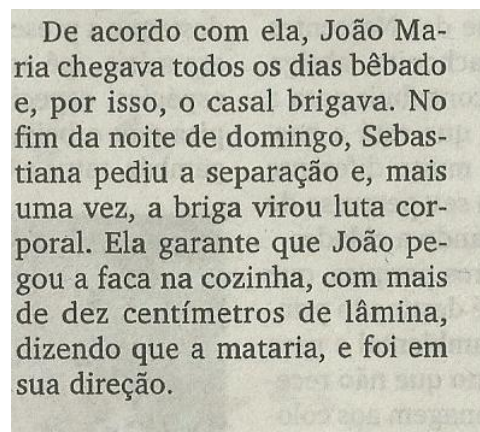 De acordo com ela, João Ma-
ria chegava todos os dias bêbado
e, por isso, o casal brigava. No
fim da noite de domingo, Sebas-
tiana pediu a separação e, mais
uma vez, a briga virou luta cor-
poral. Ela garante que João pe-
gou a faca na cozinha, com mais
de dez centímetros de lâmina,
dizendo que a mataria, e foi em
sua direção.